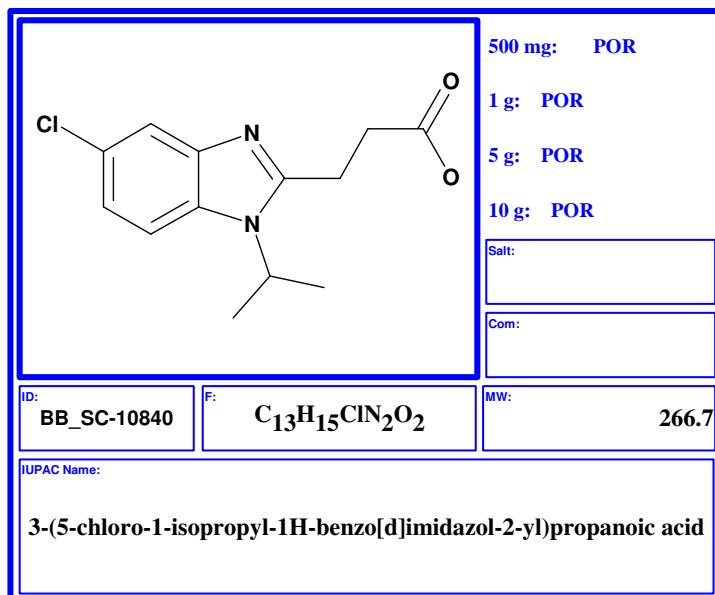 500 mg: POR
1 g: POR
5 g: POR
10 g: POR
Cl
N
N
O
O
Salt:
Com:
ID:
BB_SC-10840
F:
C13H15ClN2O2
MW:
266.7
IUPAC Name:
3-(5-chloro-1-isopropyl-1H-benzo[d]imidazol-2-yl)propanoic acid